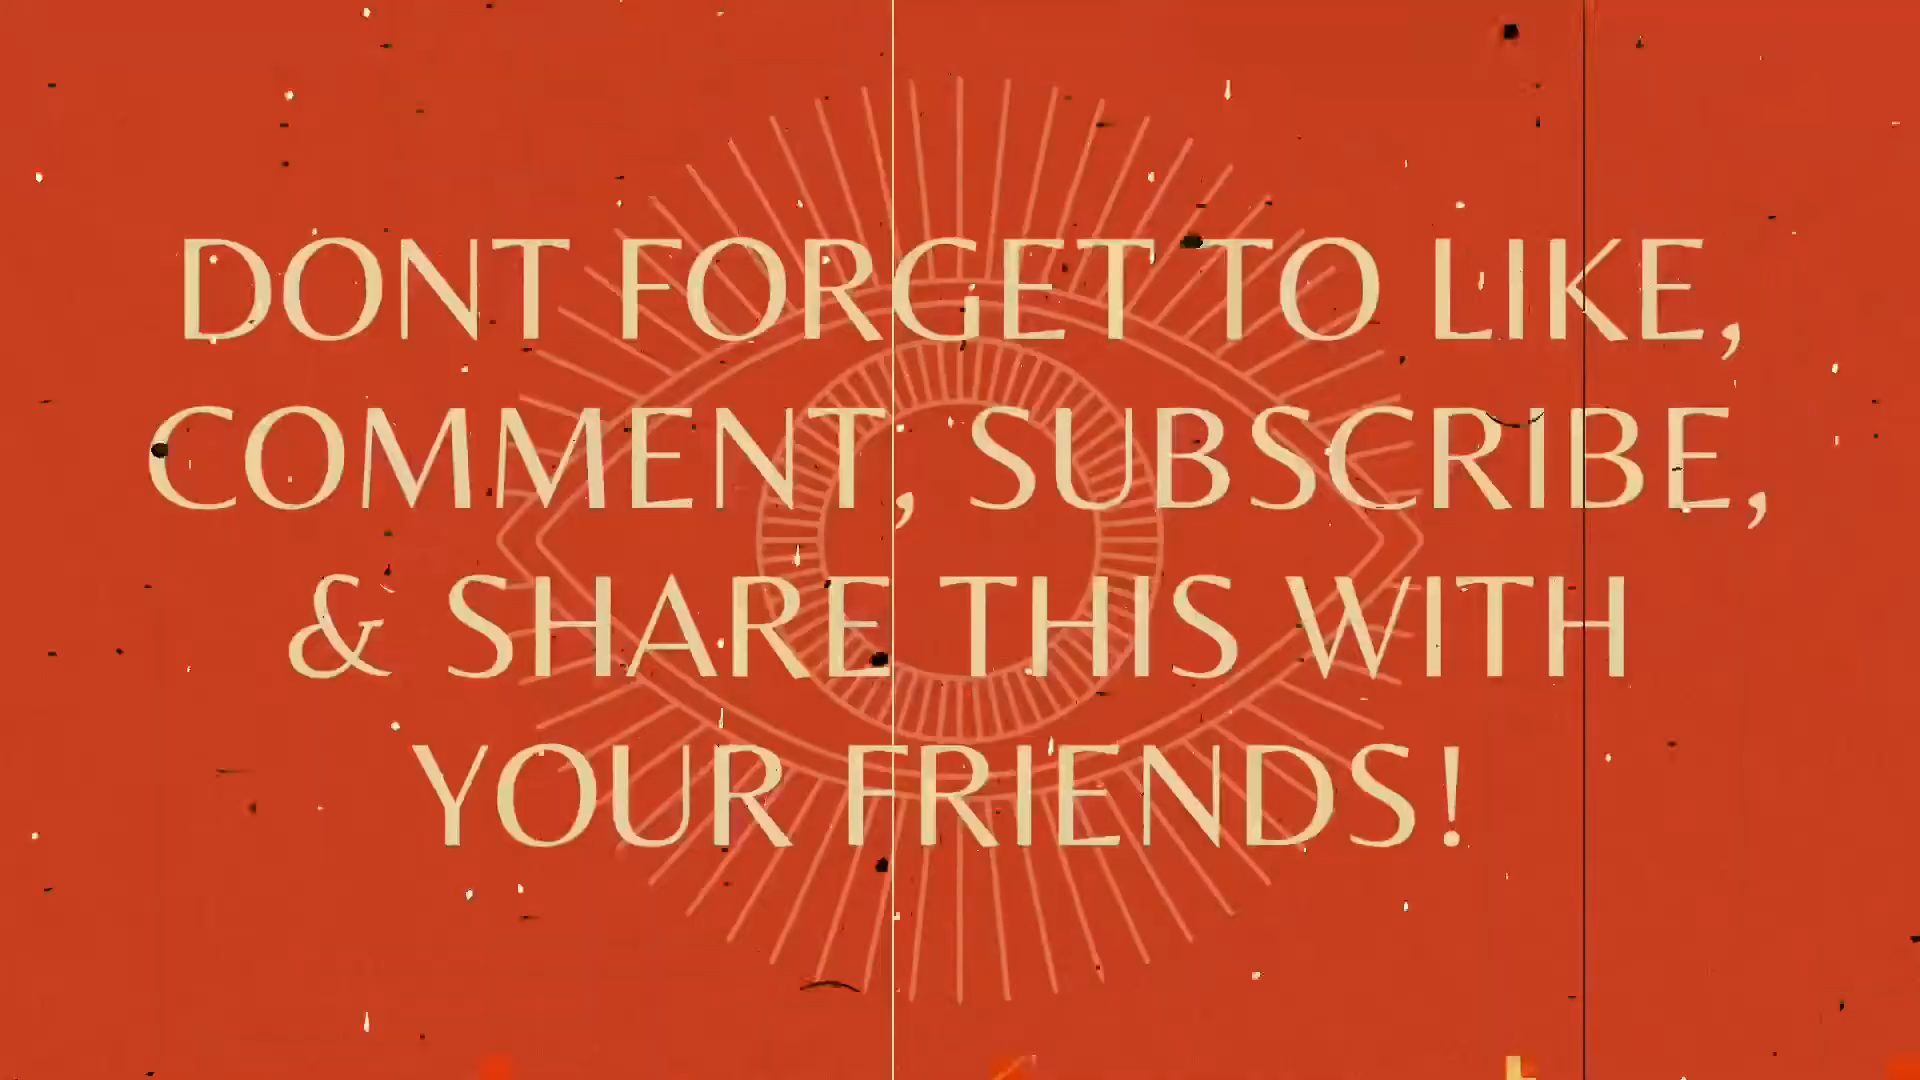 DONT FORGET TO LIKE,
COMMENT, SUBSCRIBE,
& SHARE THIS WITH
YOUR FRIENDS!